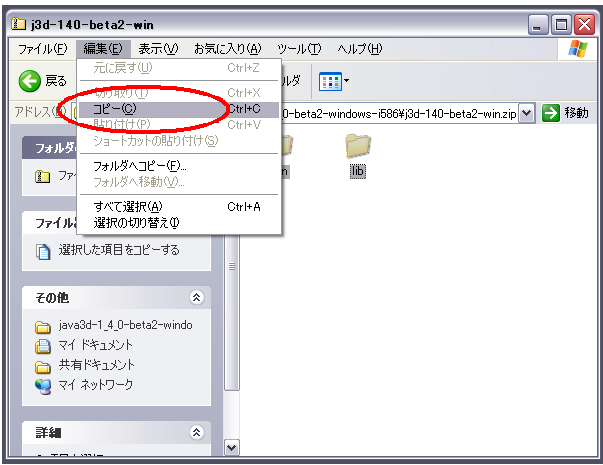 j3d-140-beta2-win
ファイル(F) 編集(E) 表示(V) お気に入り(A) ツール(T) ヘルプ(H)
戻る
元に戻す(U) Ctrl+Z
切り取り(T) Ctrl+X
コピー(C) Ctrl+C
貼り付け(P) Ctrl+V
ショートカットの貼り付け(S)
フォルダへコピー(F)...
フォルダへ移動(V)...
すべて選択(A) Ctrl+A
選択の切り替え(I)
ルダ
アドレス(D)
0-beta2-windows-i586¥j3d-140-beta2-win.zip
移動
フォルダ
ファ
ファイルと
選択した項目をコピーする
その他
java3d-1_4_0-beta2-windo
マイ ドキュメント
共有ドキュメント
マイ ネットワーク
詳細
lib